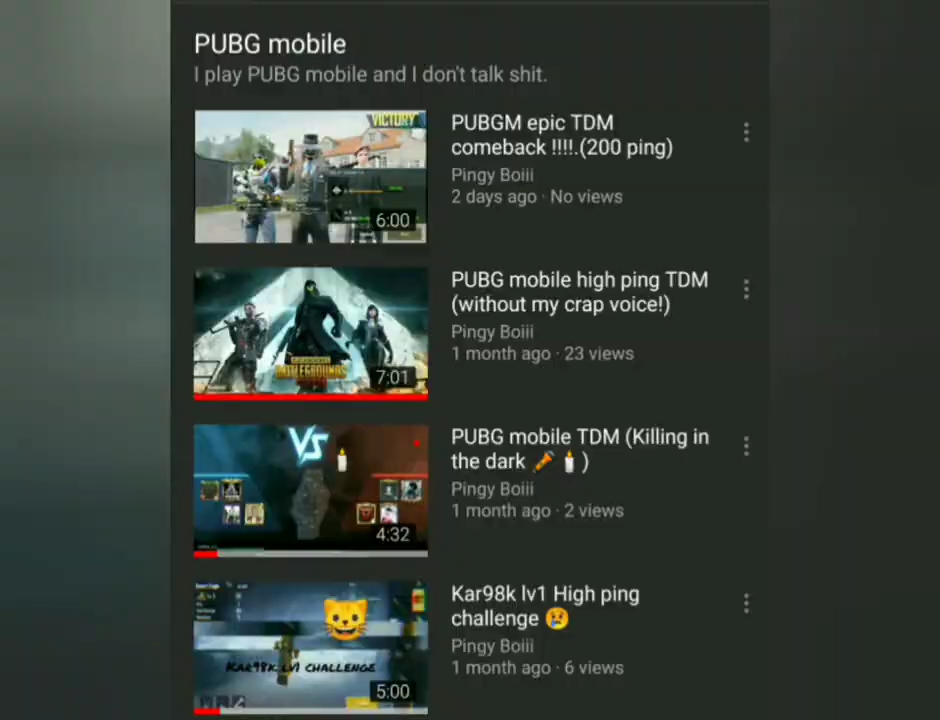 PUBG mobile
I play PUBG mobile and I don't talk shit.
VICTORY
6:00
PUBGM epic TDM
comeback !!!!.(200 ping)
Pingy Boiii
2 days ago · No views
BATTLEGROUNDS
7:01
PUBG mobile high ping TDM
(without my crap voice!)
Pingy Boiii
1 month ago · 23 views
VS
4:32
PUBG mobile TDM (Killing in
the dark 🔦🕯️)
Pingy Boiii
1 month ago · 2 views
KAR98K LV1 CHALLENGE
5:00
Kar98k lv1 High ping
challenge 😢
Pingy Boiii
1 month ago · 6 views